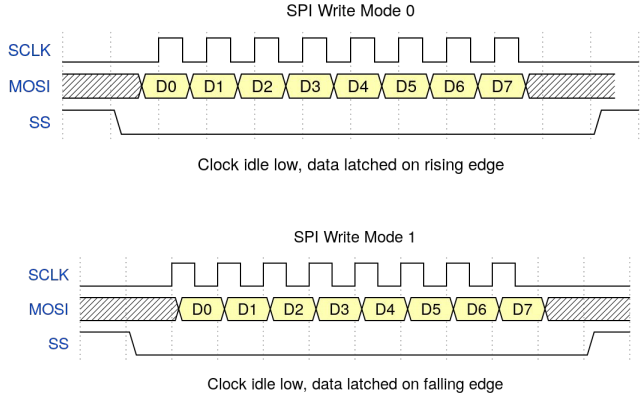 SPI Write Mode 0
SCLK
MOSI D0 D1 D2 D3 D4 D5 D6 D7
SS
Clock idle low, data latched on rising edge
SPI Write Mode 1
SCLK
MOSI D0 D1 D2 D3 D4 D5 D6 D7
SS
Clock idle low, data latched on falling edge